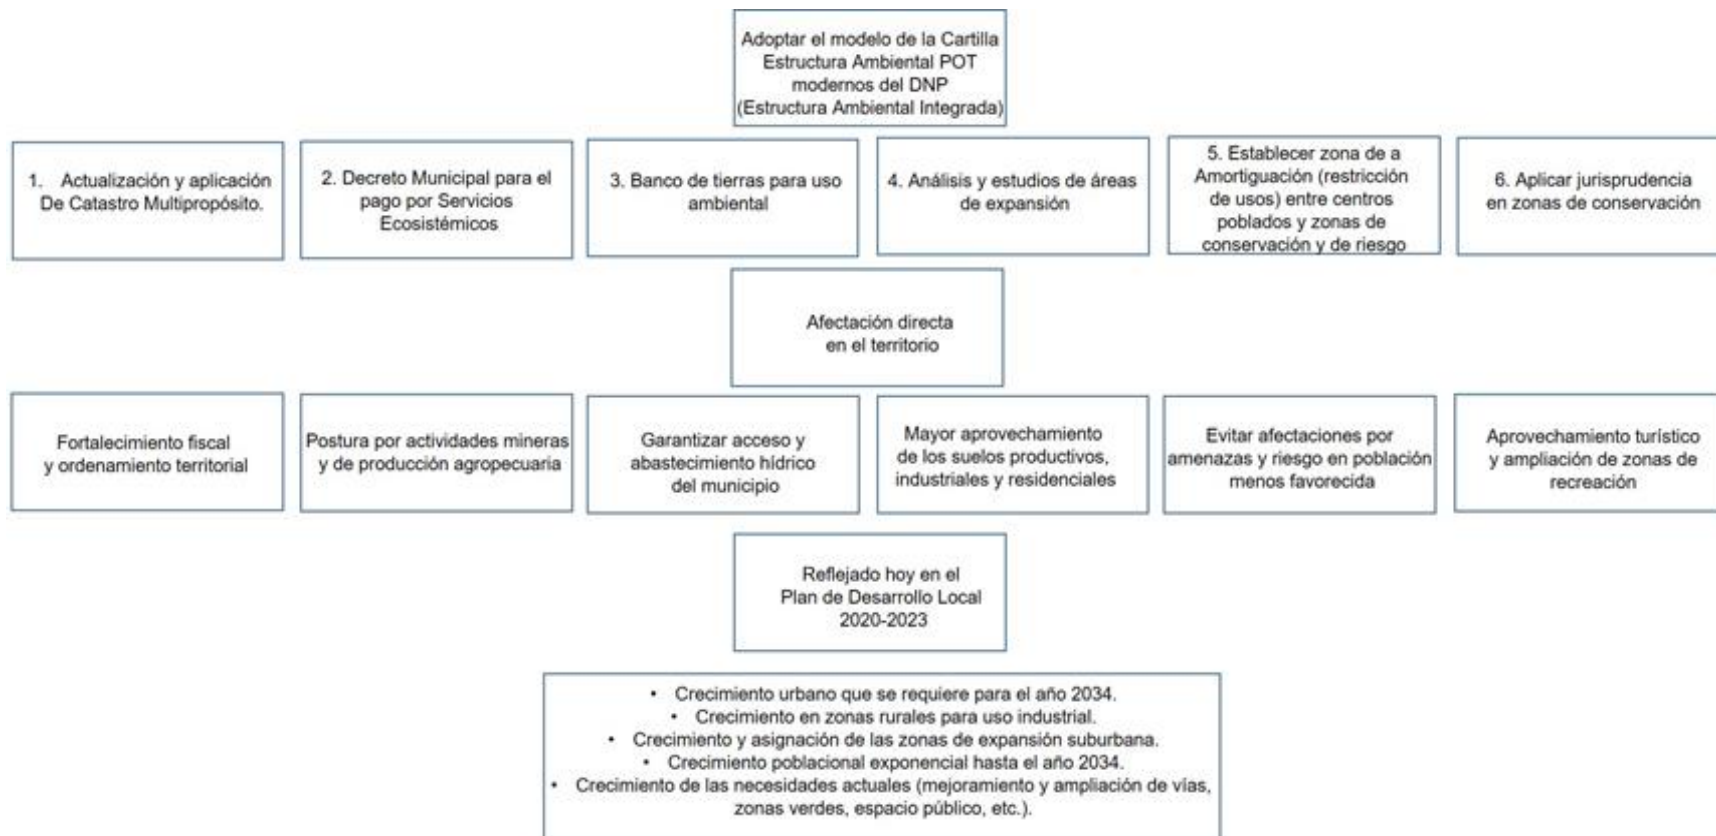 Adoptar el modelo de la Cartilla
Estructura Ambiental POT
modernos del DNP
(Estructura Ambiental Integrada)
1. Actualización y aplicación
De Catastro Multipropósito.
2. Decreto Municipal para el
pago por Servicios
Ecosistémicos
3. Banco de tierras para uso
ambiental
4. Análisis y estudios de áreas
de expansión
5. Establecer zona de a
Amortiguación (restricción
de usos) entre centros
poblados y zonas de
conservación y de riesgo
6. Aplicar jurisprudencia
en zonas de conservación
Afectación directa
en el territorio
Fortalecimiento fiscal
y ordenamiento territorial
Postura por actividades mineras
y de producción agropecuaria
Garantizar acceso y
abastecimiento hídrico
del municipio
Mayor aprovechamiento
de los suelos productivos,
industriales y residenciales
Evitar afectaciones por
amenazas y riesgo en población
menos favorecida
Aprovechamiento turístico
y ampliación de zonas de
recreación
Reflejado hoy en el
Plan de Desarrollo Local
2020-2023
• Crecimiento urbano que se requiere para el año 2034.
• Crecimiento en zonas rurales para uso industrial.
• Crecimiento y asignación de las zonas de expansión suburbana.
• Crecimiento poblacional exponencial hasta el año 2034.
• Crecimiento de las necesidades actuales (mejoramiento y ampliación de vías,
zonas verdes, espacio público, etc.).